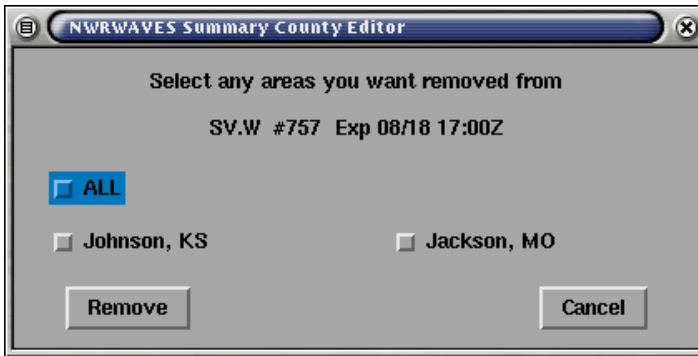 NWRWAVES Summary County Editor
Select any areas you want removed from
SV.W #757 Exp 08/18 17:00Z
ALL
Johnson, KS Jackson, MO
Remove Cancel